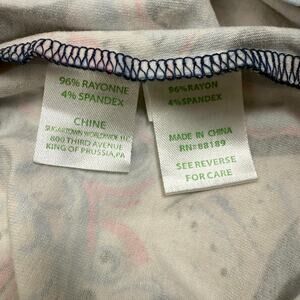 96% RAYONNE
4% SPANDEX
CHINE
SUGARTOWN WORLDWIDE LLC
800 THIRD AVENUE
KING OF PRUSSIA, PA
96% RAYON
4% SPANDEX
MADE IN CHINA
RN#88189
SEE REVERSE
FOR CARE